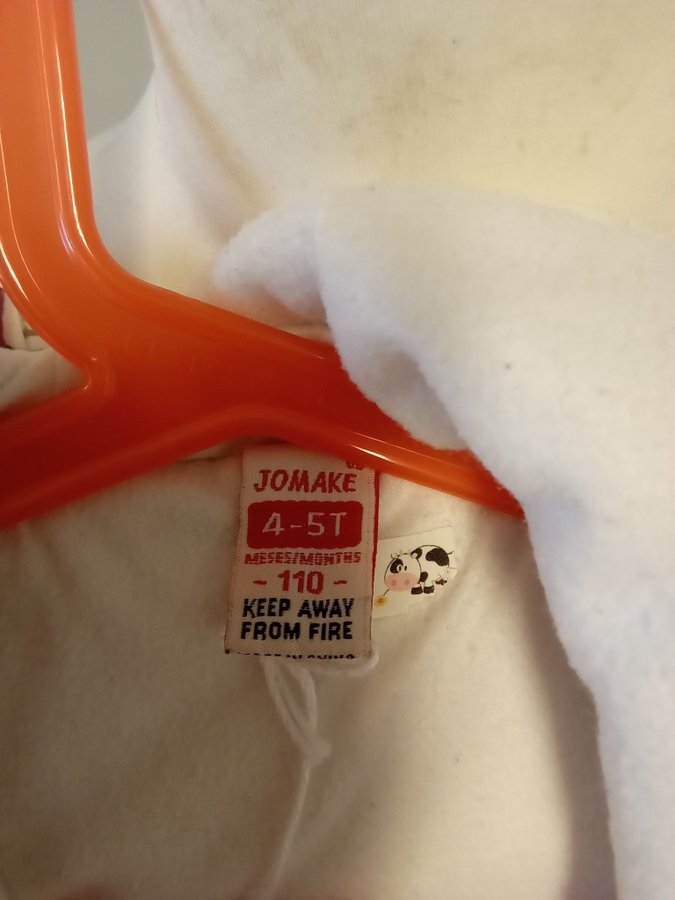 JOMAKE
4-5T
MESES/MONTHS
~ 110 ~
KEEP AWAY
FROM FIRE